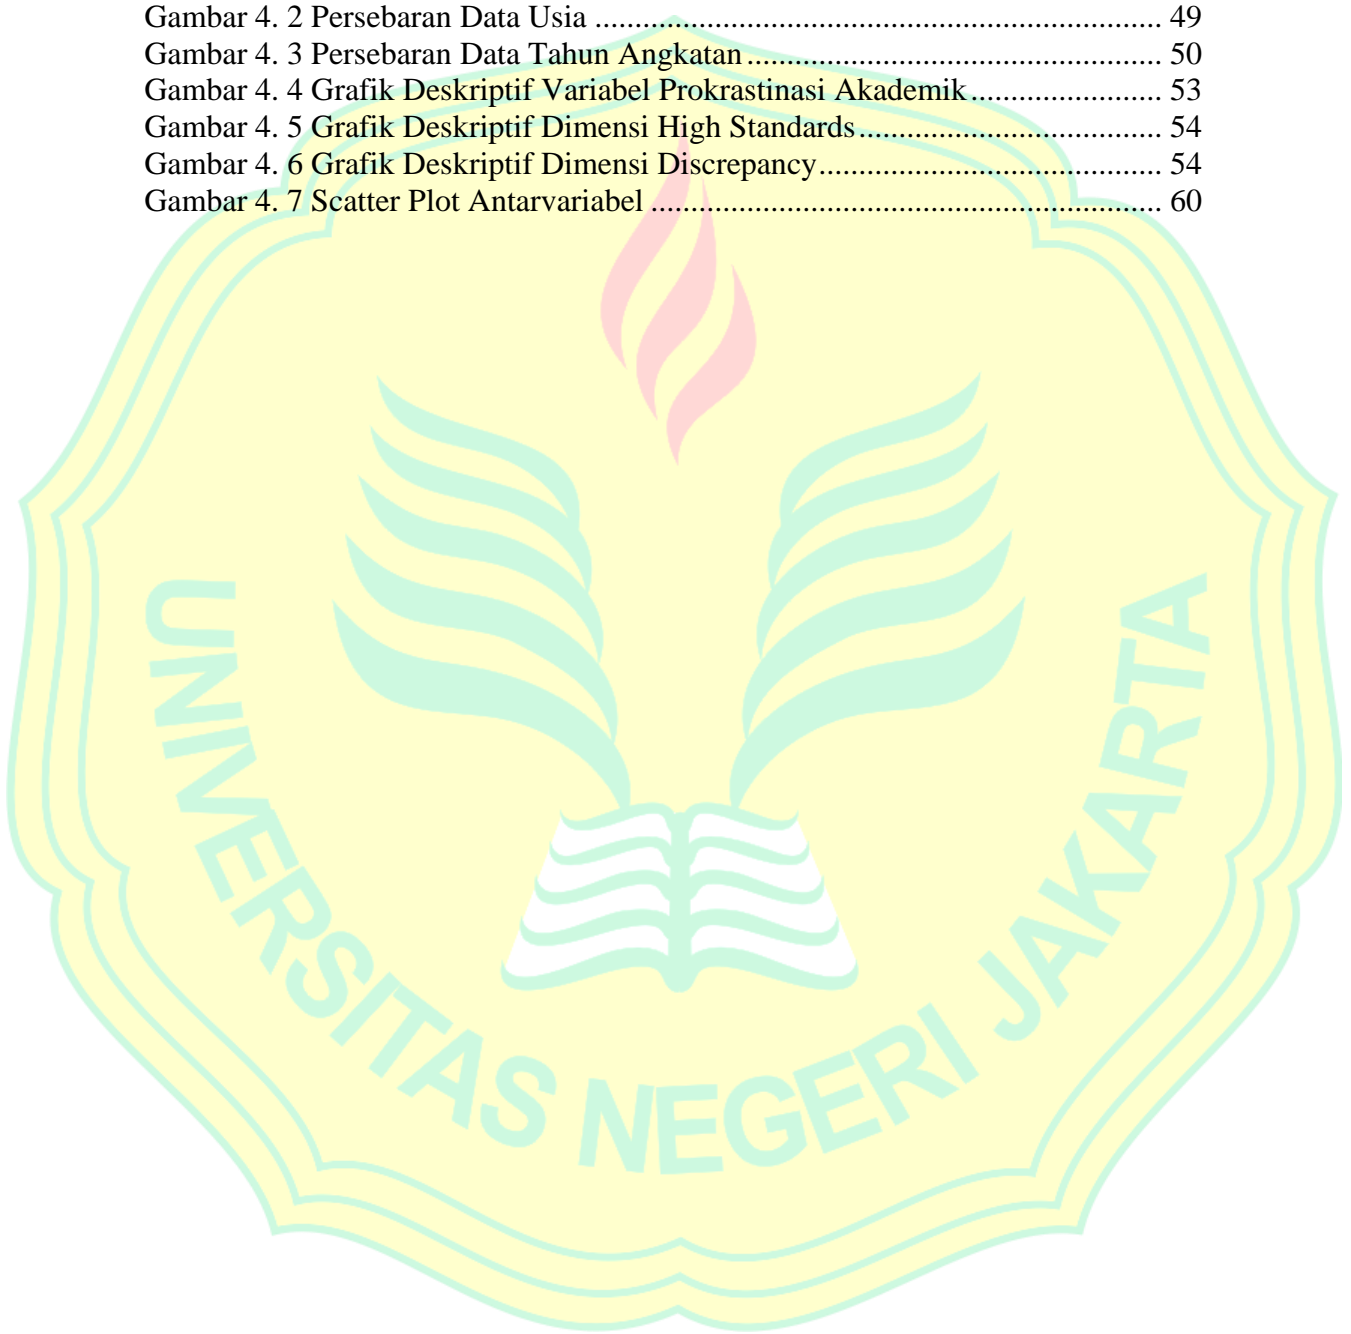 Gambar 4. 2 Persebaran Data Usia ........................................................................ 49
Gambar 4. 3 Persebaran Data Tahun Angkatan .................................................... 50
Gambar 4. 4 Grafik Deskriptif Variabel Prokrastinasi Akademik ........................ 53
Gambar 4. 5 Grafik Deskriptif Dimensi High Standards ...................................... 54
Gambar 4. 6 Grafik Deskriptif Dimensi Discrepancy ........................................... 54
Gambar 4. 7 Scatter Plot Antarvariabel ................................................................ 60
UNIVERSITAS NEGERI JAKARTA